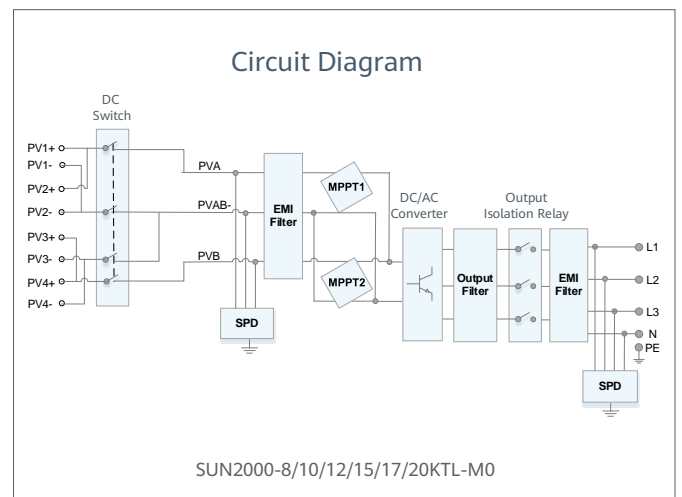 Circuit Diagram
DC
Switch
PV1+
PV1-
PV2+
PV2-
PV3+
PV3-
PV4+
PV4-
PVA
PVAB-
PVB
EMI
Filter
SPD
MPPT1
MPPT2
DC/AC
Converter
Output
Filter
Output
Isolation Relay
EMI
Filter
L1
L2
L3
N
PE
SPD
SUN2000-8/10/12/15/17/20KTL-M0